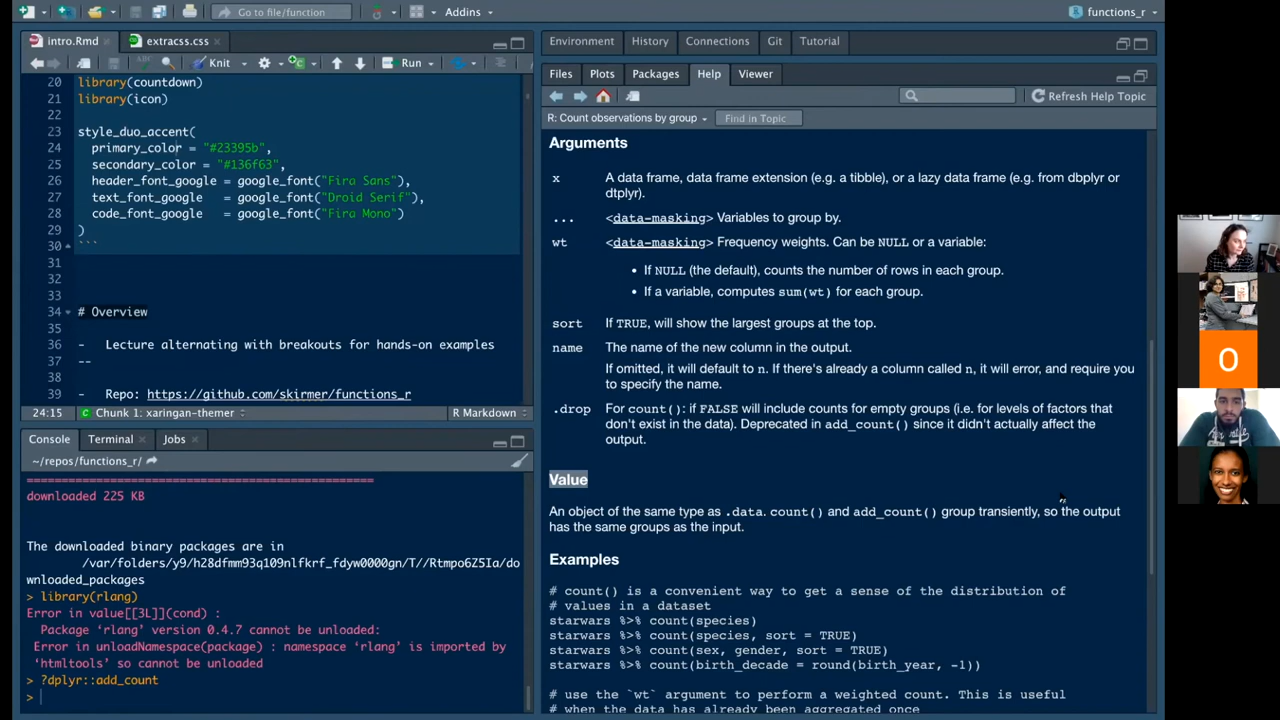 Go to file/function
Addins
functions_r
intro.Rmd
extracss.css
Knit
Run
20 library(countdown)
21 library(icon)
22
23 style_duo_accent(
24 primary_color = "#23395b",
25 secondary_color = "#136f63",
26 header_font_google = google_font("Fira Sans"),
27 text_font_google   = google_font("Droid Serif"),
28 code_font_google   = google_font("Fira Mono")
29 )
30 ```
31
32
33
34 # Overview
35
36 -   Lecture alternating with breakouts for hands-on examples
37 --
38
39 -   Repo: https://github.com/skirmer/functions_r
24:15 Chunk 1: xaringan-themer R Markdown
Console Terminal Jobs
~/repos/functions_r/
==================================================
downloaded 225 KB
The downloaded binary packages are in
/var/folders/y9/h28dfmm93q109nlfkrf_fdyw0000gn/T//Rtmpo6Z5Ia/do
wnloaded_packages
> library(rlang)
Error in value[[3L]](cond) :
Package ‘rlang’ version 0.4.7 cannot be unloaded:
Error in unloadNamespace(package) : namespace ‘rlang’ is imported by
‘htmltools’ so cannot be unloaded
> ?dplyr::add_count
>
Environment History Connections Git Tutorial
Files Plots Packages Help Viewer
Refresh Help Topic
R: Count observations by group Find in Topic
Arguments
x A data frame, data frame extension (e.g. a tibble), or a lazy data frame (e.g. from dbplyr or
dtplyr).
... <data-masking> Variables to group by.
wt <data-masking> Frequency weights. Can be NULL or a variable:
• If NULL (the default), counts the number of rows in each group.
• If a variable, computes sum(wt) for each group.
sort If TRUE, will show the largest groups at the top.
name The name of the new column in the output.
If omitted, it will default to n. If there's already a column called n, it will error, and require you
to specify the name.
.drop For count(): if FALSE will include counts for empty groups (i.e. for levels of factors that
don't exist in the data). Deprecated in add_count() since it didn't actually affect the
output.
Value
An object of the same type as .data. count() and add_count() group transiently, so the output
has the same groups as the input.
Examples
# count() is a convenient way to get a sense of the distribution of
# values in a dataset
starwars %>% count(species)
starwars %>% count(species, sort = TRUE)
starwars %>% count(sex, gender, sort = TRUE)
starwars %>% count(birth_decade = round(birth_year, -1))
# use the `wt` argument to perform a weighted count. This is useful
# when the data has already been aggregated once
O